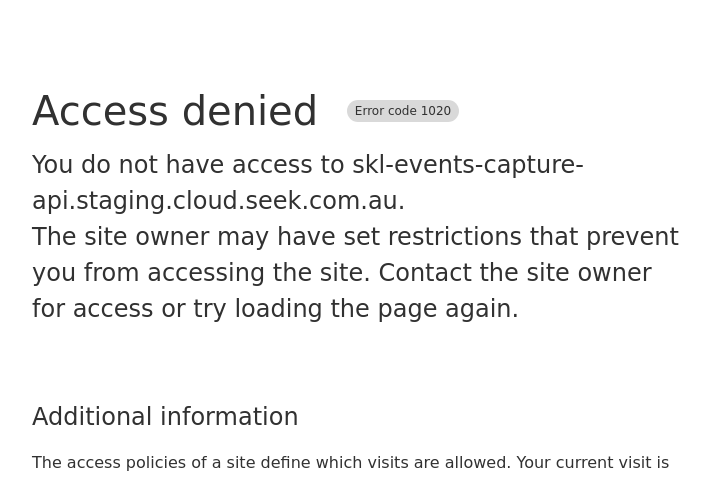 Access denied Error code 1020
You do not have access to skl-events-capture-
api.staging.cloud.seek.com.au.
The site owner may have set restrictions that prevent
you from accessing the site. Contact the site owner
for access or try loading the page again.
Additional information
The access policies of a site define which visits are allowed. Your current visit is